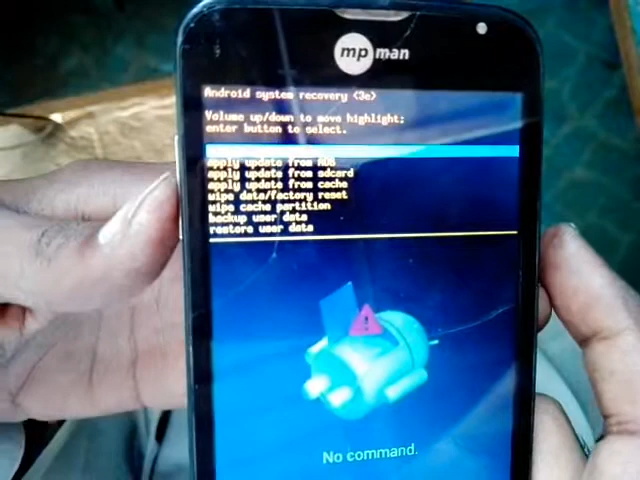 mp man
Android system recovery <3e>
Volume up/down to move highlight;
enter button to select.
apply update from ADB
apply update from sdcard
apply update from cache
wipe data/factory reset
wipe cache partition
backup user data
restore user data
No command.